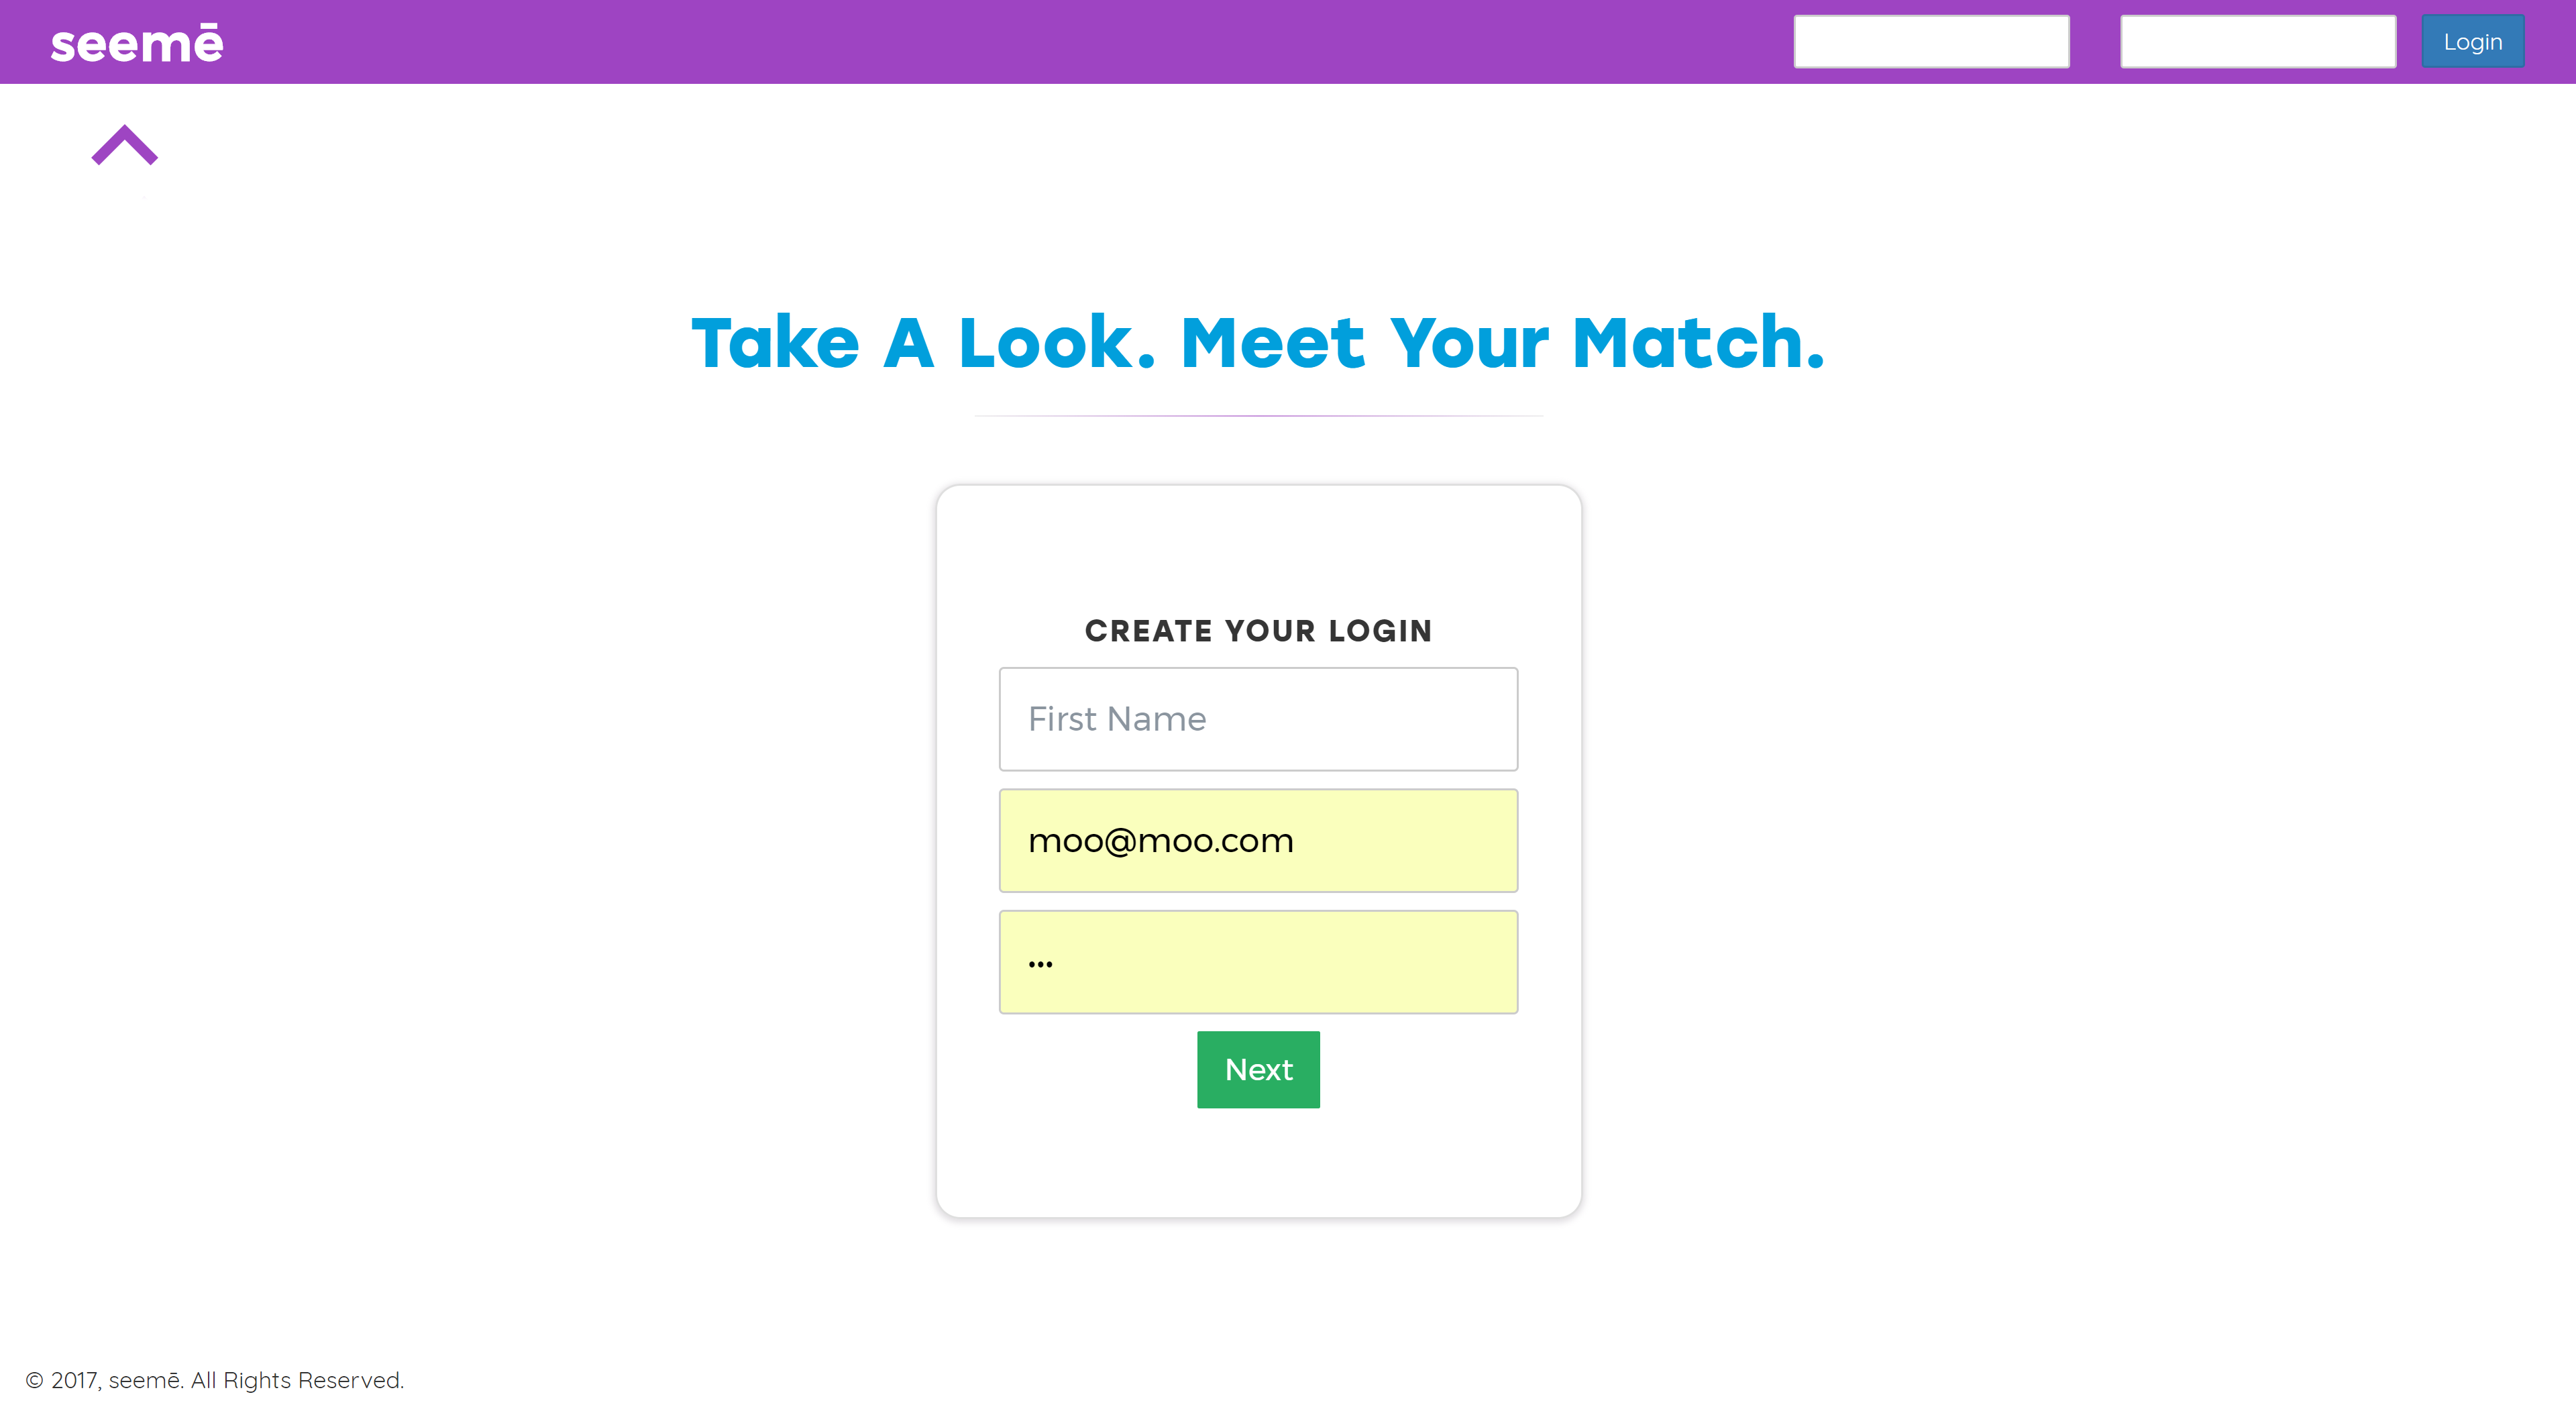 seemē
Login
Take A Look. Meet Your Match.
CREATE YOUR LOGIN
First Name
moo@moo.com
•••
Next
© 2017, seemē. All Rights Reserved.